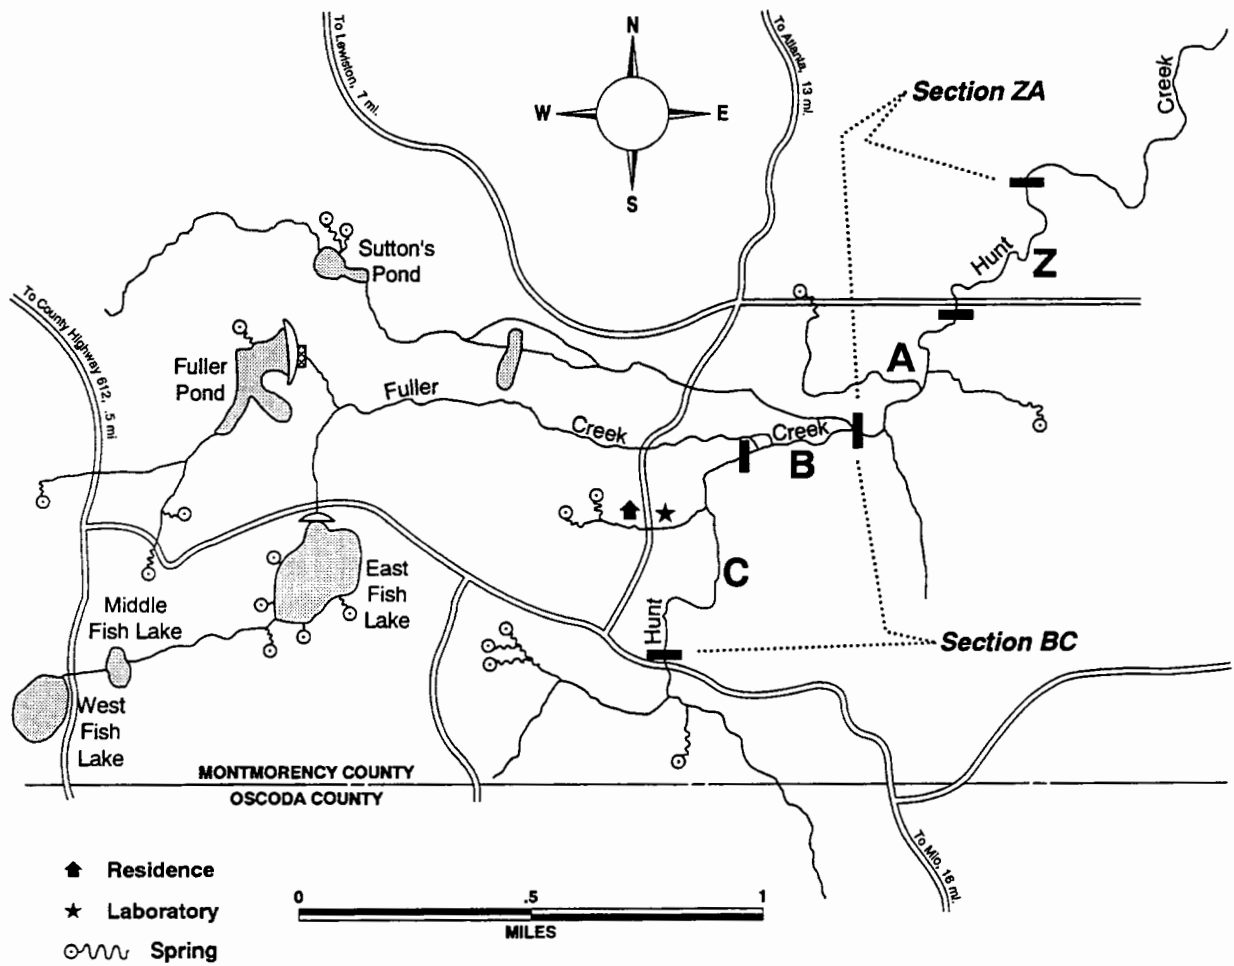 To Lewiston, 7 mi.
N
W
E
S
To Atlanta, 13 mi.
Section ZA
Creek
Sutton's
Pond
Hunt
Z
To County Highway 612, .5 mi
Fuller
Pond
Fuller
A
Creek
Creek
B
C
East
Fish
Lake
Middle
Fish Lake
Hunt
Section BC
West
Fish
Lake
MONTMORENCY COUNTY
OSCODA COUNTY
To Mio, 16 mi.
Residence
Laboratory
Spring
0 .5 1
MILES